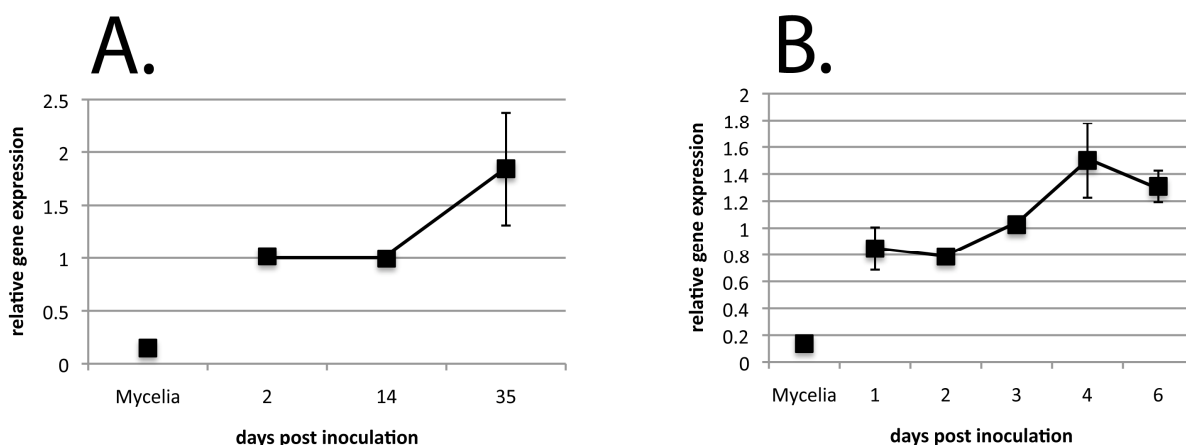 A.
relative gene expression
2.5
2
1.5
1
0.5
0
Mycelia 2 14 35
days post inoculation
B.
relative gene expression
2
1.8
1.6
1.4
1.2
1
0.8
0.6
0.4
0.2
0
Mycelia 1 2 3 4 6
days post inoculation